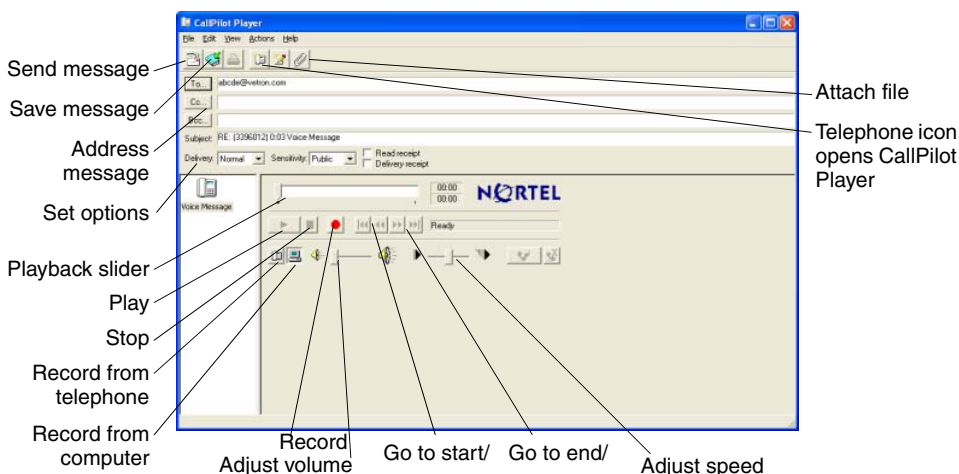 CallPilot Player
File Edit View Actions Help
Send message
Save message
Address
message
Set options
Playback slider
Play
Stop
Record from
telephone
Record from
computer
To... abcde@vetron.com
Cc...
Bcc...
Subject: RE: (3396012) 0:03 Voice Message
Delivery: Normal Sensitivity: Public Read receipt
Delivery receipt
Voice Message
00:00
00:00
NORTEL
Ready
Attach file
Telephone icon
opens CallPilot
Player
Record
Adjust volume
Go to start/
Go to end/
Adjust speed